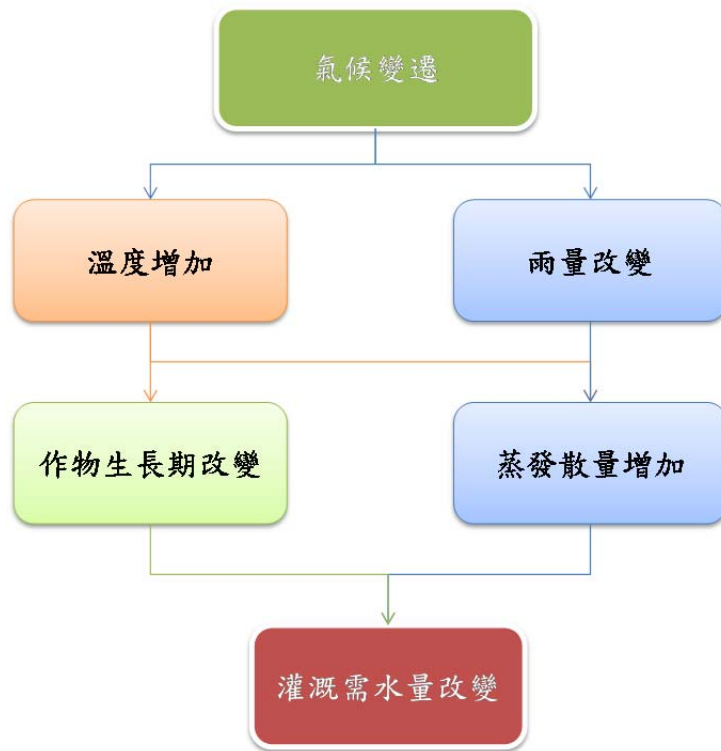 氣候變遷
溫度增加
雨量改變
作物生長期改變
蒸發散量增加
灌溉需水量改變